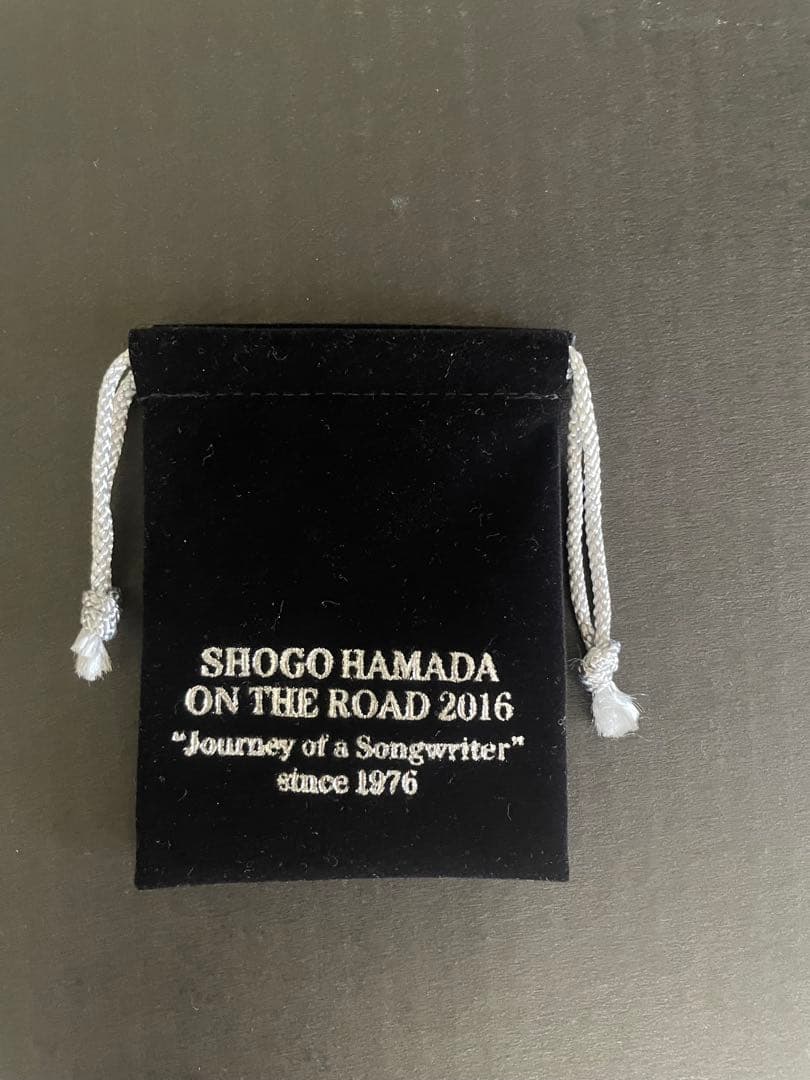 SHOGO HAMADA
ON THE ROAD 2016
“Journey of a Songwriter”
since 1976